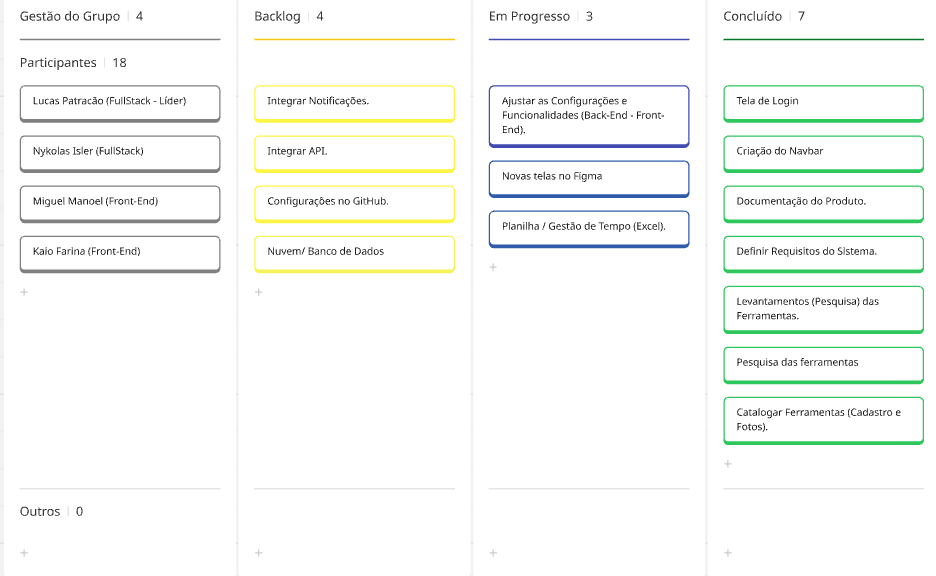 Gestão do Grupo | 4
Backlog | 4
Em Progresso | 3
Concluído | 7
Participantes | 18
Lucas Patracão (FullStack - Líder)
Nykolas Isler (FullStack)
Miguel Manoel (Front-End)
Kaio Farina (Front-End)
+
Integrar Notificações.
Integrar API.
Configurações no GitHub.
Nuvem/ Banco de Dados
+
Ajustar as Configurações e
Funcionalidades (Back-End - Front-
End).
Novas telas no Figma
Planilha / Gestão de Tempo (Excel).
+
Tela de Login
Criação do Navbar
Documentação do Produto.
Definir Requisitos do Sistema.
Levantamentos (Pesquisa) das
Ferramentas.
Pesquisa das ferramentas
Catalogar Ferramentas (Cadastro e
Fotos).
+
Outros | 0
+
+
+
+